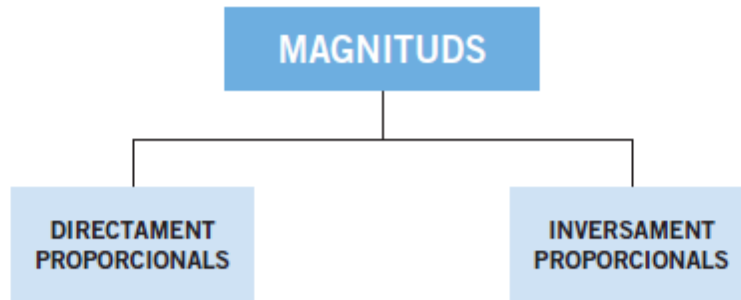 MAGNITUDS
DIRECTAMENT
PROPORCIONALS
INVERSAMENT
PROPORCIONALS